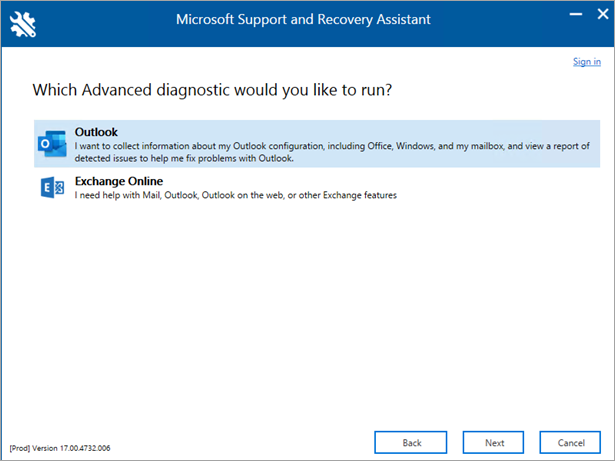 Microsoft Support and Recovery Assistant
Sign in
Which Advanced diagnostic would you like to run?
Outlook
I want to collect information about my Outlook configuration, including Office, Windows, and my mailbox, and view a report of
detected issues to help me fix problems with Outlook.
Exchange Online
I need help with Mail, Outlook, Outlook on the web, or other Exchange features
[Prod] Version 17.00.4732.006
Back
Next
Cancel